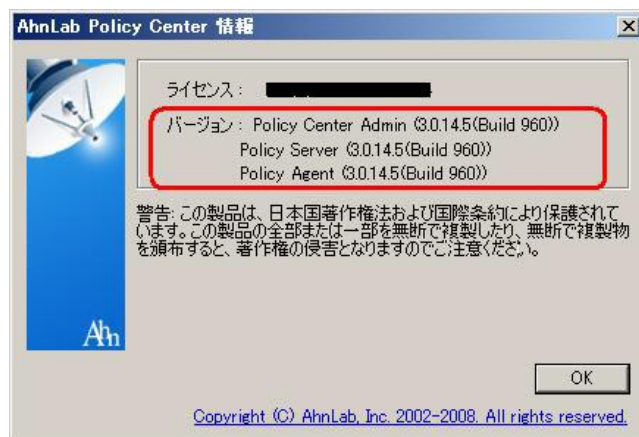 AhnLab Policy Center 情報
ライセンス：
バージョン： Policy Center Admin (3.0.14.5(Build 960))
Policy Server (3.0.14.5(Build 960))
Policy Agent (3.0.14.5(Build 960))
警告: この製品は、日本国著作権法および国際条約により保護されて
います。この製品の全部または一部を無断で複製したり、無断で複製物
を頒布すると、著作権の侵害となりますのでご注意ください。
Ahn
OK
Copyright (C) AhnLab, Inc. 2002-2008. All rights reserved.